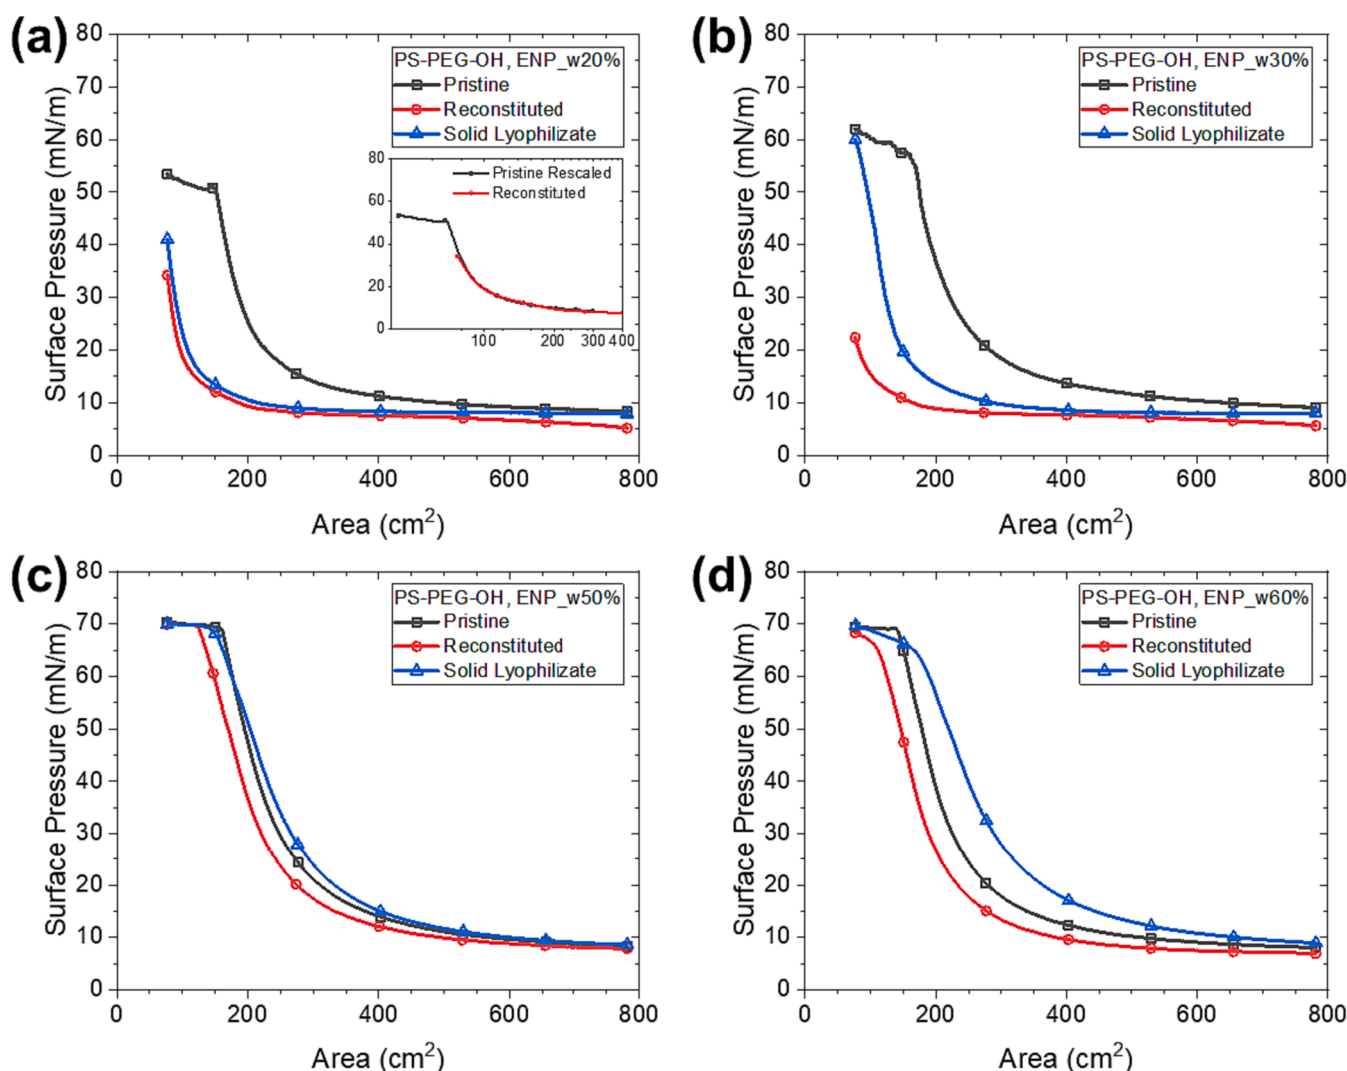 (a)
80
70
60
50
40
30
20
10
0
Surface Pressure (mN/m)
PS-PEG-OH, ENP_w20%
Pristine
Reconstituted
Solid Lyophilizate
80
60
40
20
0
Pristine Rescaled
Reconstituted
100 200 300 400
0 200 400 600 800
Area (cm²)
(b)
80
70
60
50
40
30
20
10
0
Surface Pressure (mN/m)
PS-PEG-OH, ENP_w30%
Pristine
Reconstituted
Solid Lyophilizate
0 200 400 600 800
Area (cm²)
(c)
80
70
60
50
40
30
20
10
0
Surface Pressure (mN/m)
PS-PEG-OH, ENP_w50%
Pristine
Reconstituted
Solid Lyophilizate
0 200 400 600 800
Area (cm²)
(d)
80
70
60
50
40
30
20
10
0
Surface Pressure (mN/m)
PS-PEG-OH, ENP_w60%
Pristine
Reconstituted
Solid Lyophilizate
0 200 400 600 800
Area (cm²)